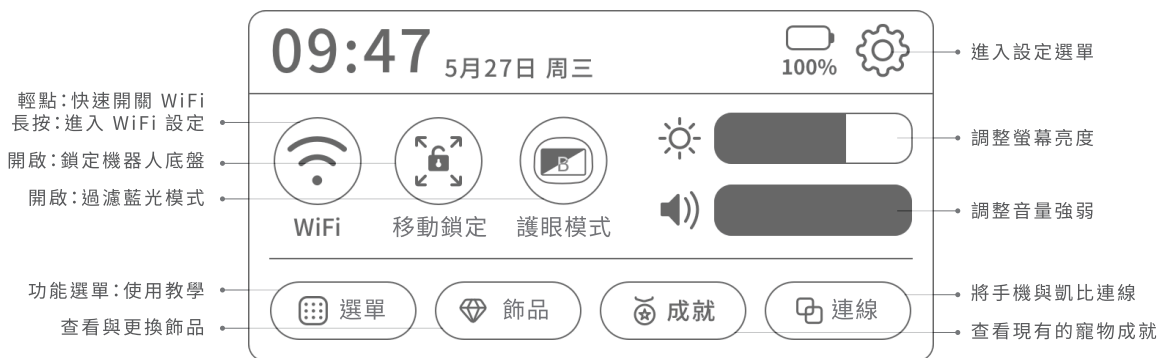 09:47
5月27日 周三
100%
進入設定選單
輕點:快速開關 WiFi
長按:進入 WiFi 設定
開啟:鎖定機器人底盤
開啟:過濾藍光模式
B
WiFi
移動鎖定
護眼模式
調整螢幕亮度
調整音量強弱
功能選單:使用教學
查看與更換飾品
選單
飾品
成就
連線
將手機與凱比連線
查看現有的寵物成就